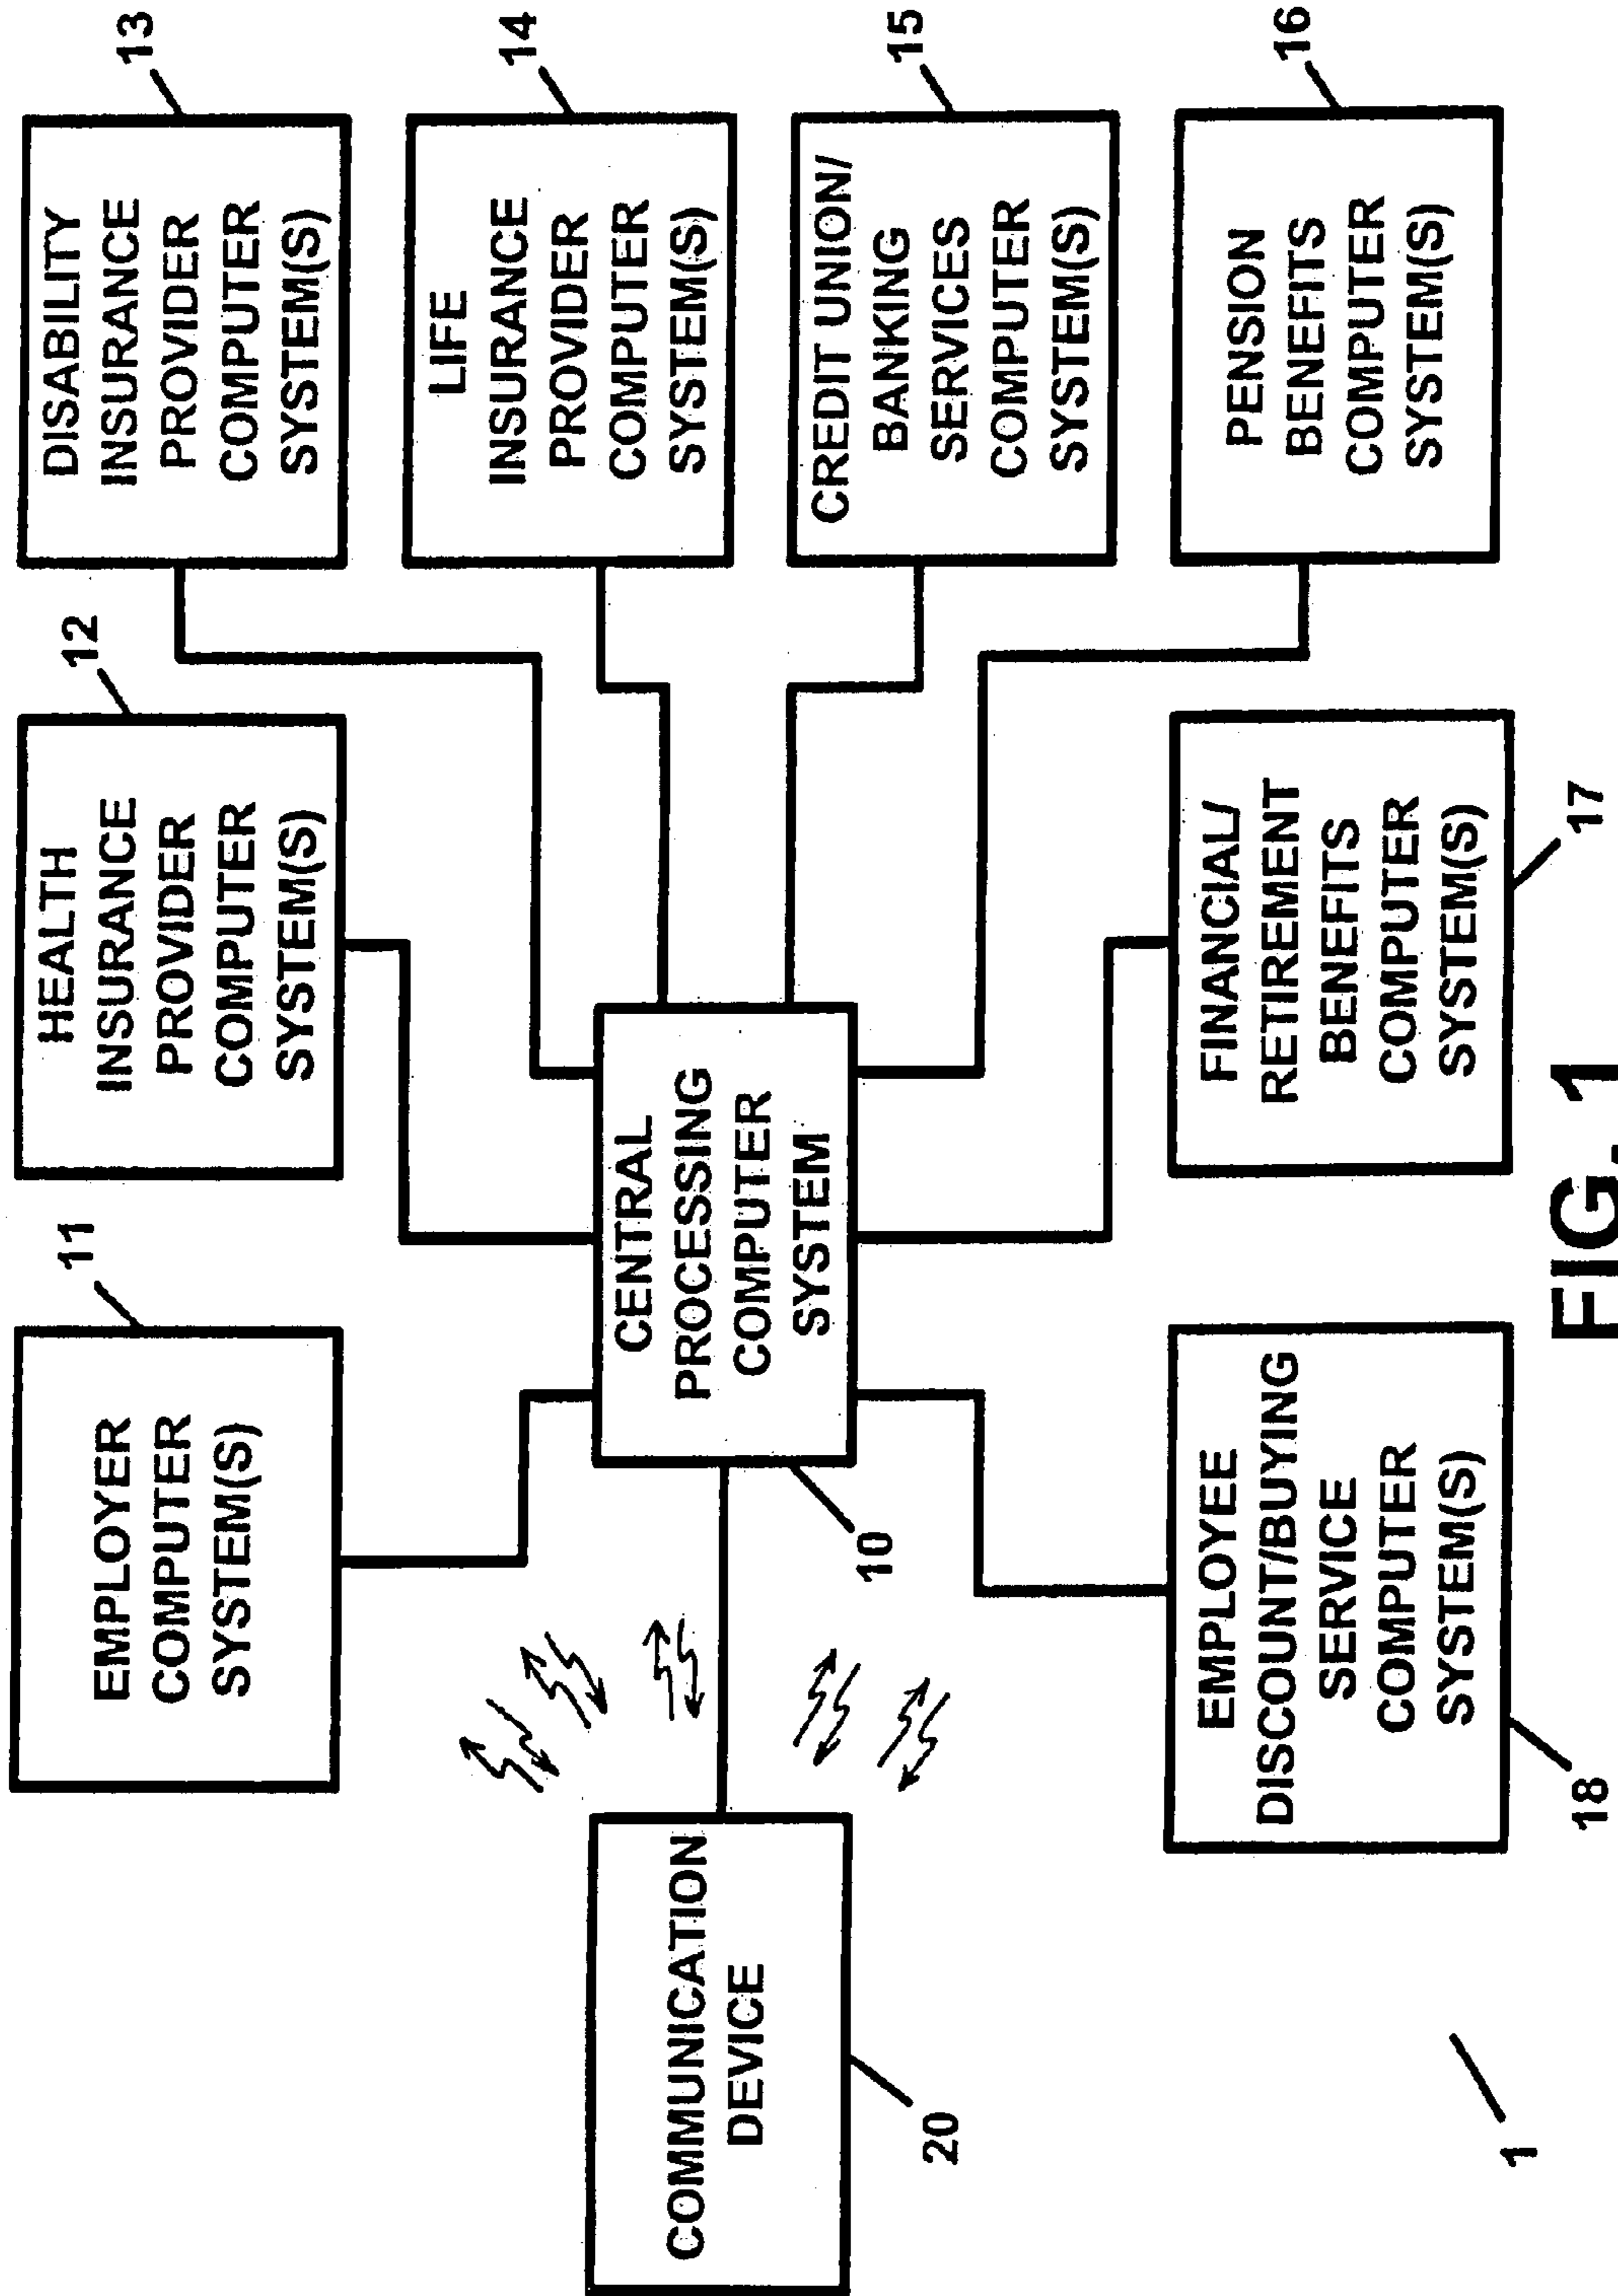 11
EMPLOYER
COMPUTER
SYSTEM(S)
12
HEALTH
INSURANCE
PROVIDER
COMPUTER
SYSTEM(S)
13
DISABILITY
INSURANCE
PROVIDER
COMPUTER
SYSTEM(S)
14
LIFE
INSURANCE
PROVIDER
COMPUTER
SYSTEM(S)
COMMUNICATION
DEVICE
20
CENTRAL
PROCESSING
COMPUTER
SYSTEM
10
15
CREDIT UNION/
BANKING
SERVICES
COMPUTER
SYSTEM(S)
16
PENSION
BENEFITS
COMPUTER
SYSTEM(S)
EMPLOYEE
DISCOUNT/BUYING
SERVICE
COMPUTER
SYSTEM(S)
18
FINANCIAL/
RETIREMENT
BENEFITS
COMPUTER
SYSTEM(S)
17
1
FIG. 1